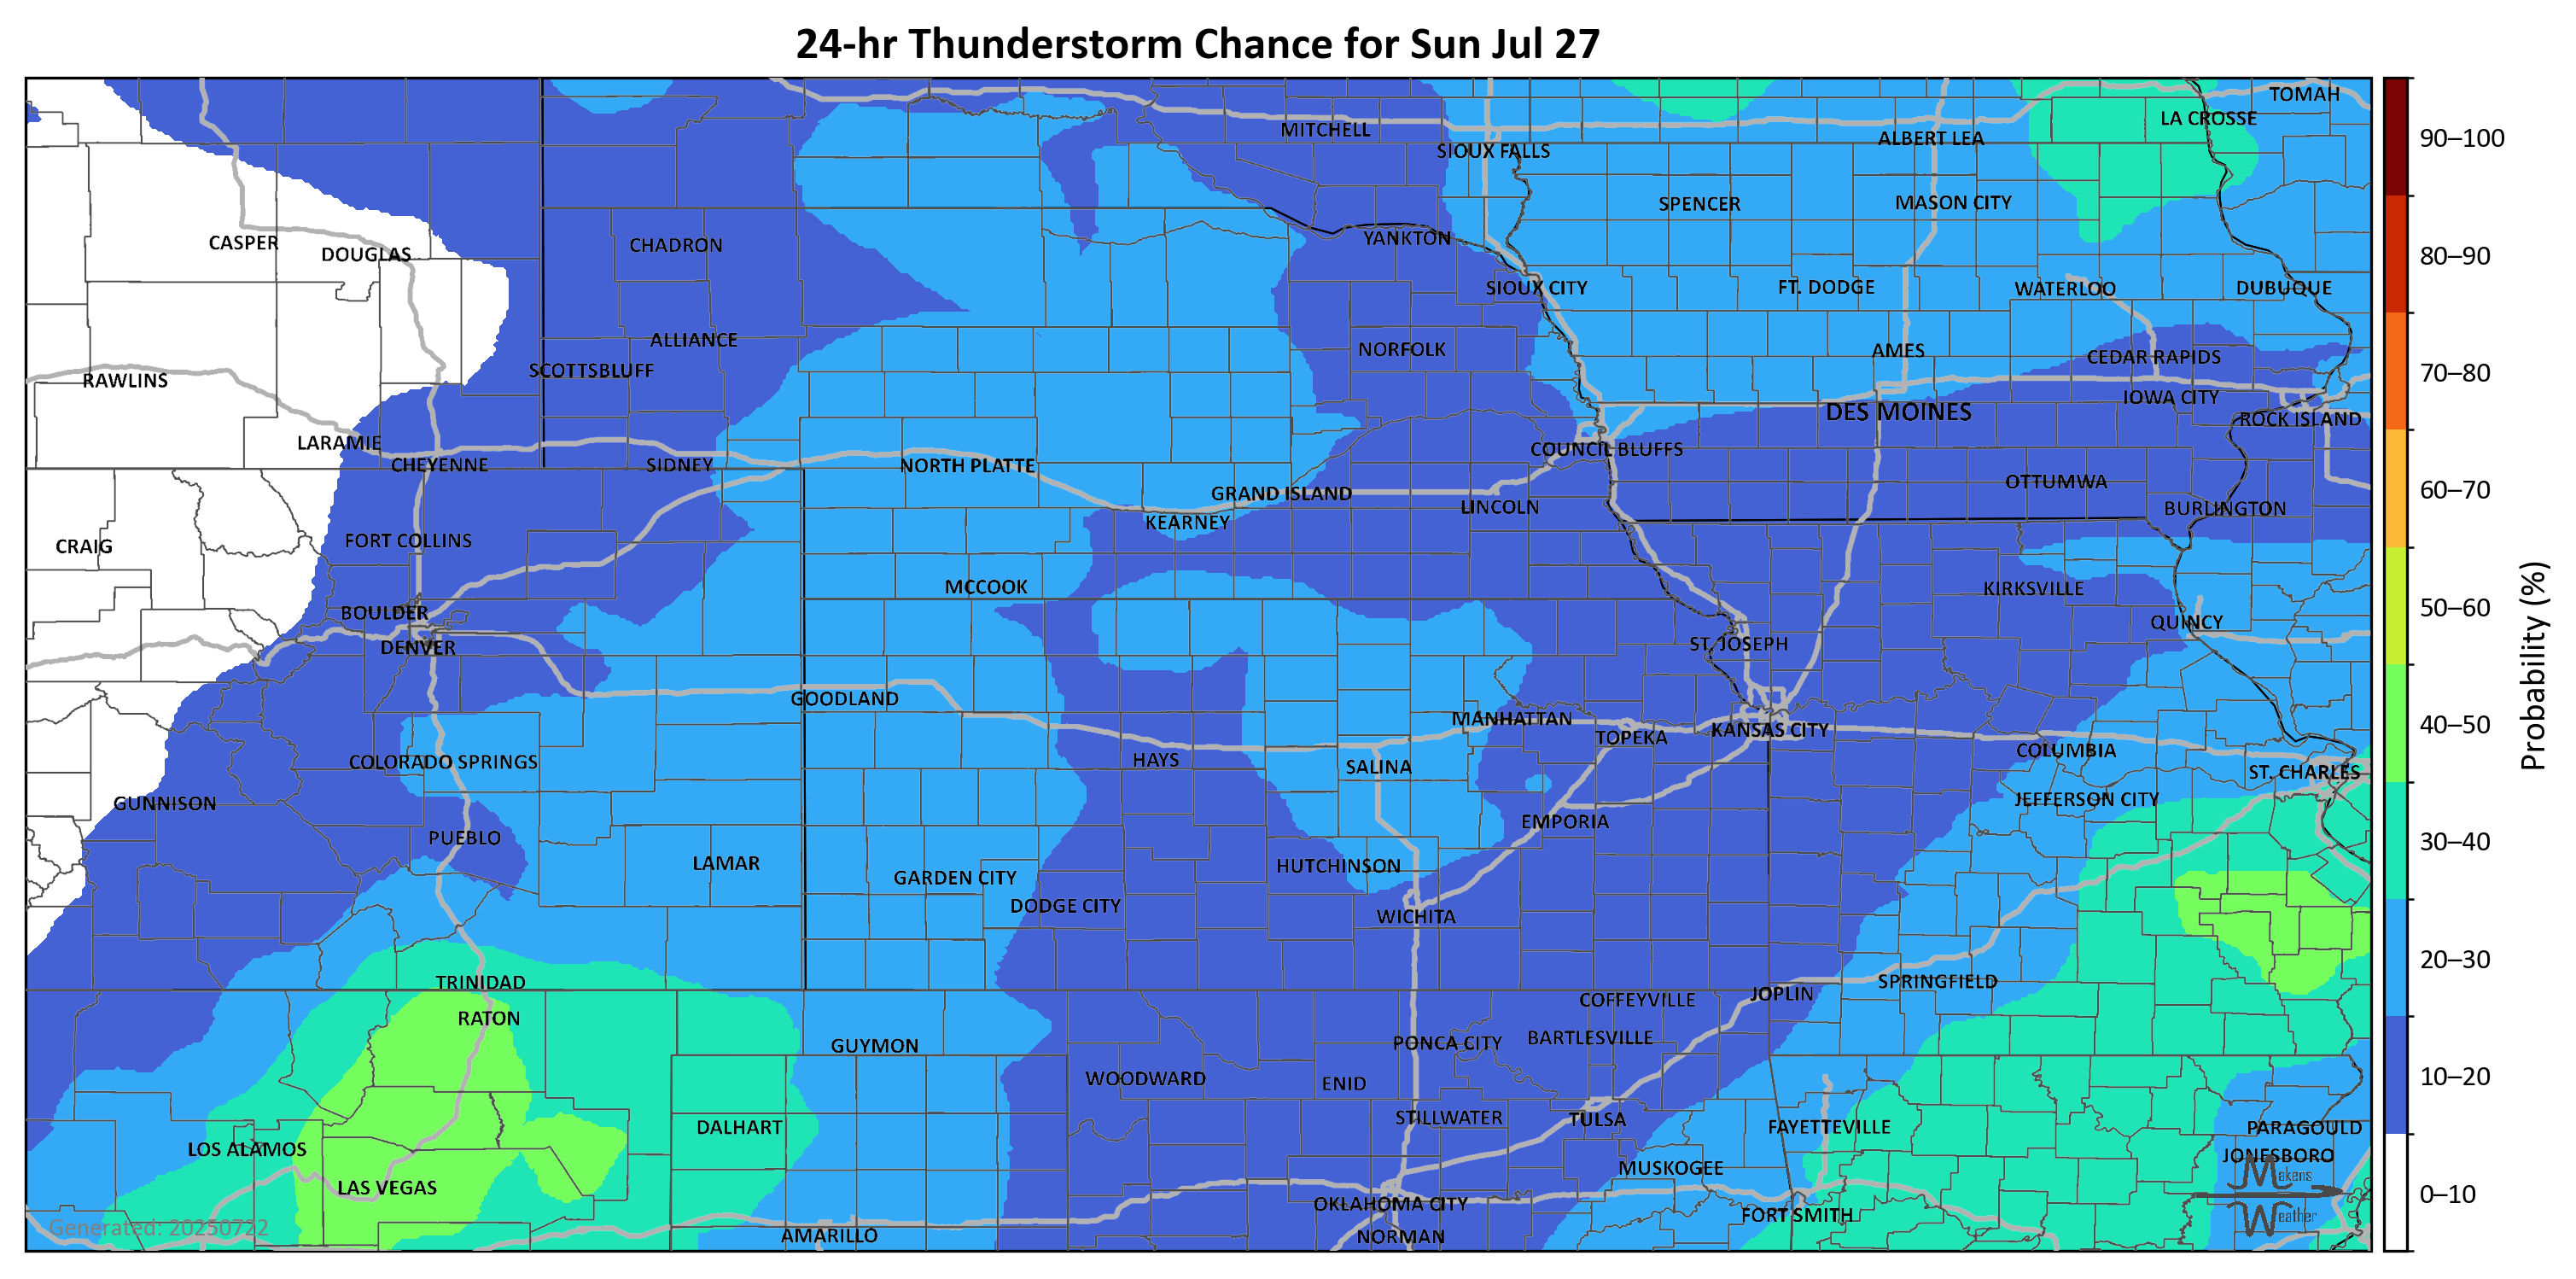 24-hr Thunderstorm Chance for Sun Jul 27
TOMAH
LA CROSSE
MITCHELL
ALBERT LEA
SIOUX FALLS
SPENCER
MASON CITY
CASPER
DOUGLAS
CHADRON
YANKTON
SIOUX CITY
FT. DODGE
WATERLOO
DUBUQUE
ALLIANCE
NORFOLK
AMES
CEDAR RAPIDS
SCOTTSBLUFF
RAWLINS
IOWA CITY
DES MOINES
ROCK ISLAND
LARAMIE
COUNCIL BLUFFS
CHEYENNE
SIDNEY
NORTH PLATTE
OTTUMWA
GRAND ISLAND
LINCOLN
BURLINGTON
KEARNEY
FORT COLLINS
CRAIG
MCCOOK
KIRKSVILLE
BOULDER
QUINCY
DENVER
ST. JOSEPH
GOODLAND
MANHATTAN
KANSAS CITY
TOPEKA
COLUMBIA
COLORADO SPRINGS
HAYS
SALINA
ST. CHARLES
GUNNISON
JEFFERSON CITY
EMPORIA
PUEBLO
LAMAR
HUTCHINSON
GARDEN CITY
DODGE CITY
WICHITA
TRINIDAD
SPRINGFIELD
JOPLIN
COFFEYVILLE
RATON
BARTLESVILLE
PONCA CITY
GUYMON
WOODWARD
ENID
STILLWATER
TULSA
DALHART
FAYETTEVILLE
PARAGOULD
LOS ALAMOS
JONESBORO
MUSKOGEE
LAS VEGAS
OKLAHOMA CITY
FORT SMITH
AMARILLO
NORMAN
Generated: 20250722
Makens
Weather
90–100
80–90
70–80
60–70
50–60
40–50
30–40
20–30
10–20
0–10
Probability (%)